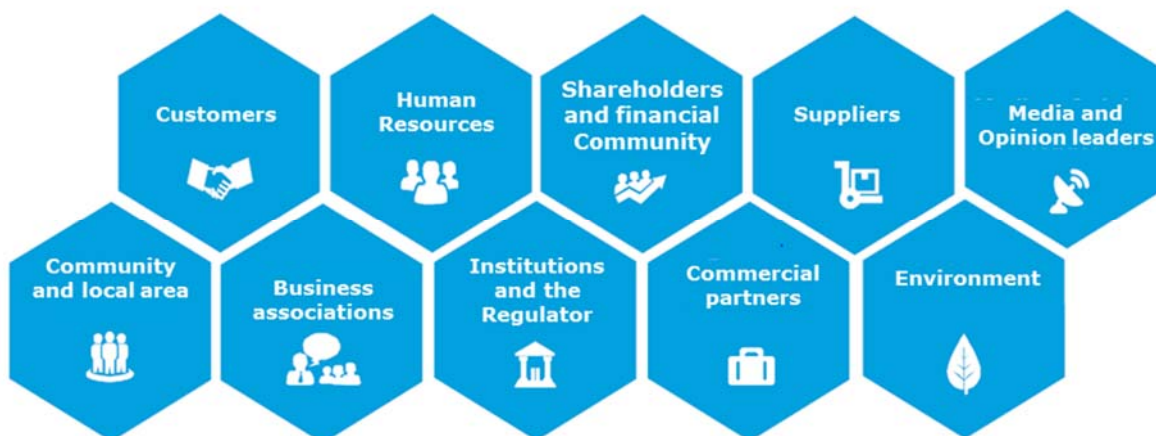 Customers
Human
Resources
Shareholders
and financial
Community
Suppliers
Media and
Opinion leaders
Community
and local area
Business
associations
Institutions
and the
Regulator
Commercial
partners
Environment